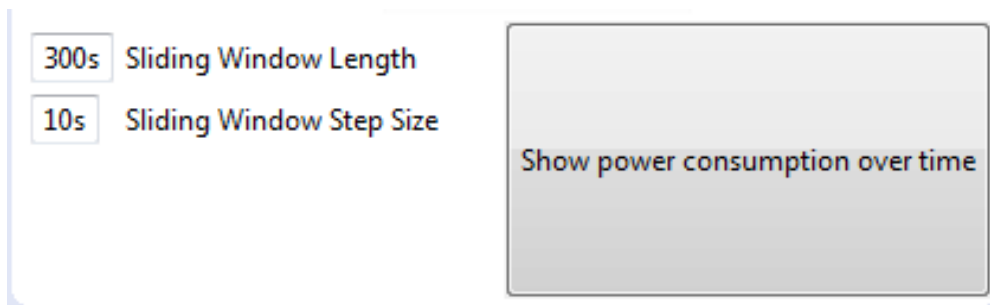 300s Sliding Window Length
10s Sliding Window Step Size
Show power consumption over time